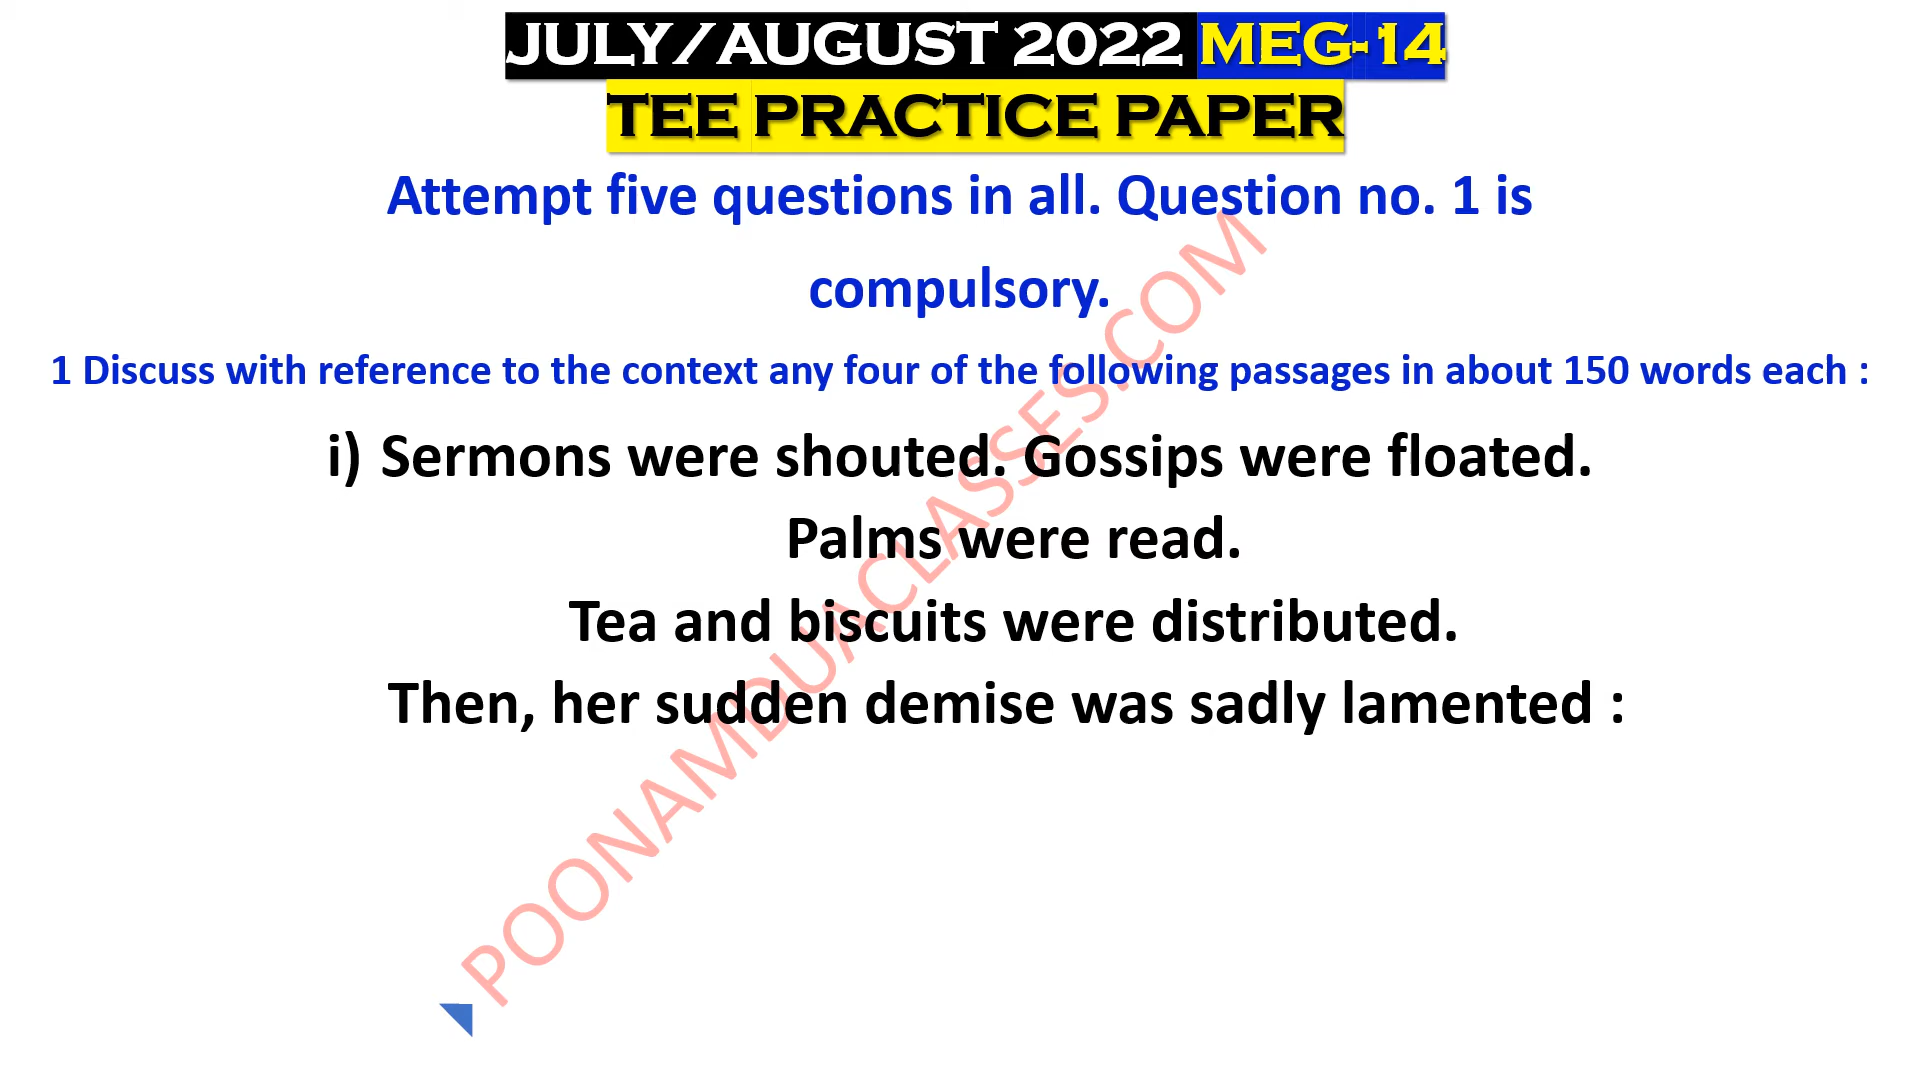 JULY/AUGUST 2022 MEG-14
TEE PRACTICE PAPER
Attempt five questions in all. Question no. 1 is
compulsory.
1 Discuss with reference to the context any four of the following passages in about 150 words each :
i) Sermons were shouted. Gossips were floated.
Palms were read.
Tea and biscuits were distributed.
Then, her sudden demise was sadly lamented :
POONAMDUACLASSES.COM